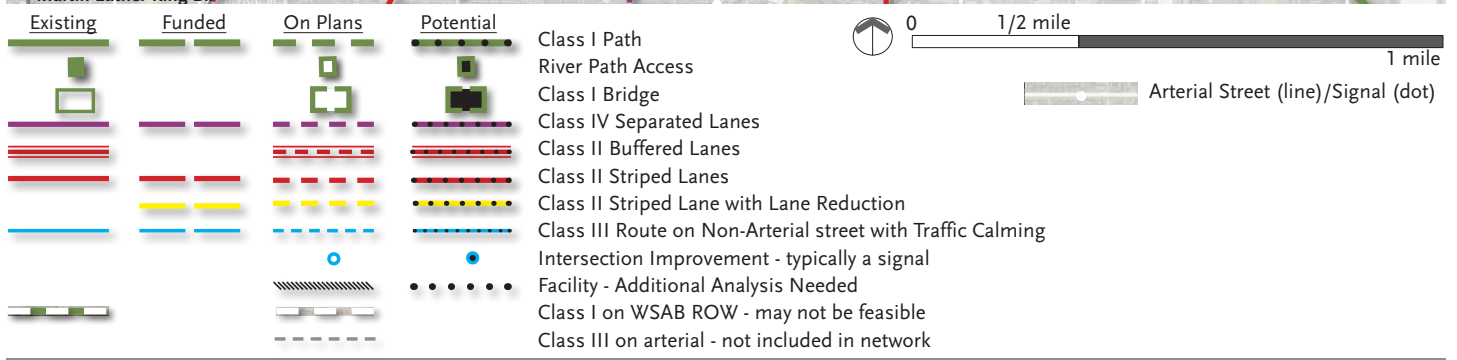 Martin Luther King Bl.
Existing Funded On Plans Potential
0 1/2 mile
1 mile
Class I Path
River Path Access
Class I Bridge
Arterial Street (line)/Signal (dot)
Class IV Separated Lanes
Class II Buffered Lanes
Class II Striped Lanes
Class II Striped Lane with Lane Reduction
Class III Route on Non-Arterial street with Traffic Calming
Intersection Improvement - typically a signal
Facility - Additional Analysis Needed
Class I on WSAB ROW - may not be feasible
Class III on arterial - not included in network